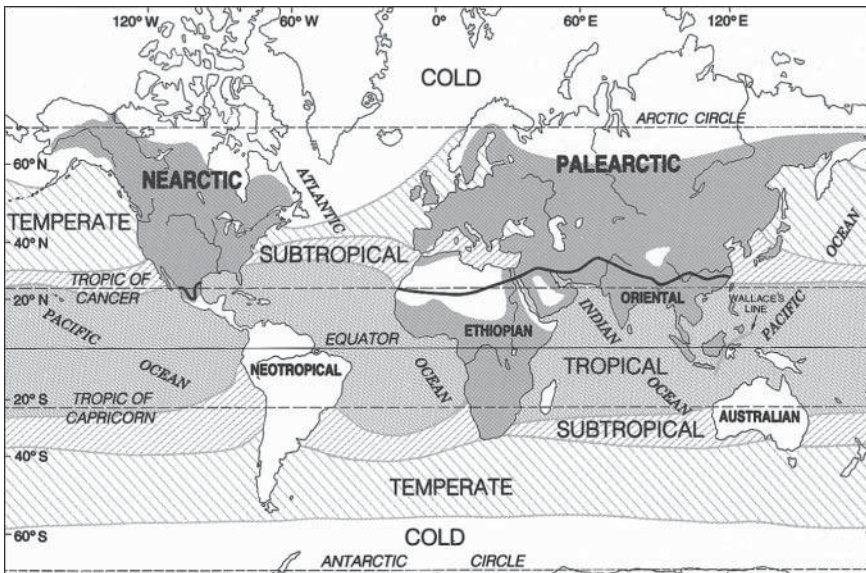 120° W 60° W 0° 60° E 120° E
COLD
ARCTIC CIRCLE
60° N
NEARCTIC
PALEARCTIC
ATLANTIC
TEMPERATE
OCEAN
40° N
SUBTROPICAL
TROPIC OF
CANCER
20° N
ORIENTAL
WALLACE'S
LINE
PACIFIC
INDIAN
PACIFIC
ETHIOPIAN
EQUATOR
0°
OCEAN
NEOTROPICAL
OCEAN
TROPICAL
OCEAN
20° S
TROPIC OF
CAPRICORN
AUSTRALIAN
SUBTROPICAL
40° S
TEMPERATE
60° S
COLD
ANTARCTIC CIRCLE